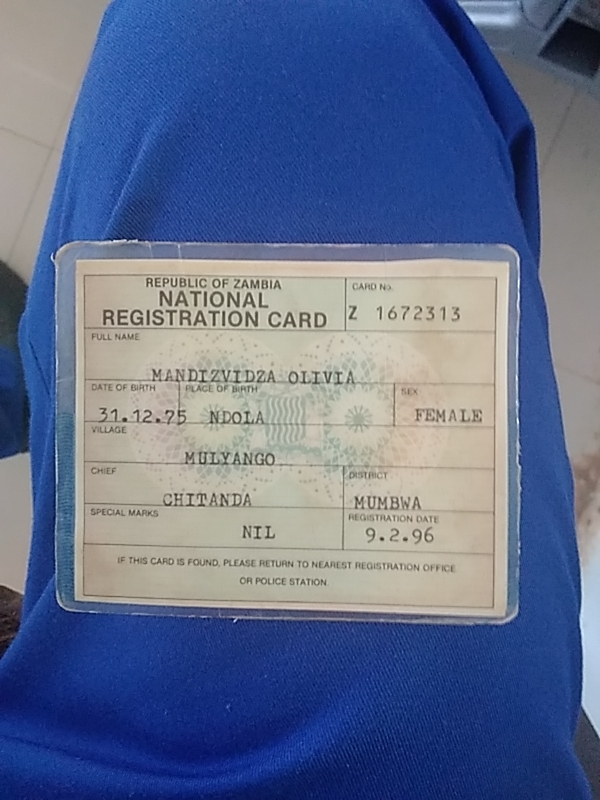 REPUBLIC OF ZAMBIA
NATIONAL
REGISTRATION CARD
CARD No.
Z 1672313
FULL NAME
MANDIZVIDZA OLIVIA
DATE OF BIRTH
31.12.75
PLACE OF BIRTH
NDOLA
SEX
FEMALE
VILLAGE
MULYANGO
CHIEF
CHITANDA
DISTRICT
MUMBWA
SPECIAL MARKS
NIL
REGISTRATION DATE
9.2.96
IF THIS CARD IS FOUND, PLEASE RETURN TO NEAREST REGISTRATION OFFICE
OR POLICE STATION.